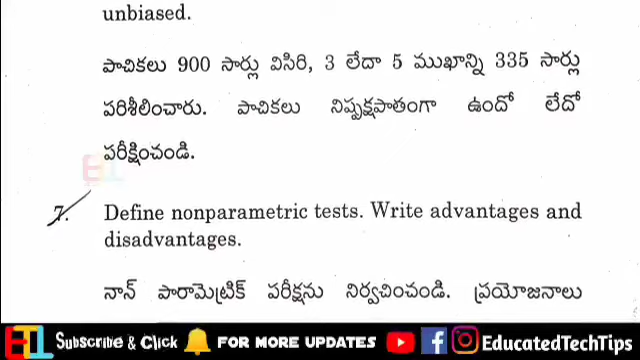 unbiased.
పాచికలు 900 సార్లు విసిరి, 3 లేదా 5 ముఖాన్ని 335 సార్లు
పరిశీలించారు. పాచికలు నిష్పక్షపాతంగా ఉందో లేదో
పరీక్షించండి.
7. Define nonparametric tests. Write advantages and
disadvantages.
నాన్ పారామెట్రిక్ పరీక్షను నిర్వచించండి. ప్రయోజనాలు
ETL Subscribe & Click FOR MORE UPDATES EducatedTechTips